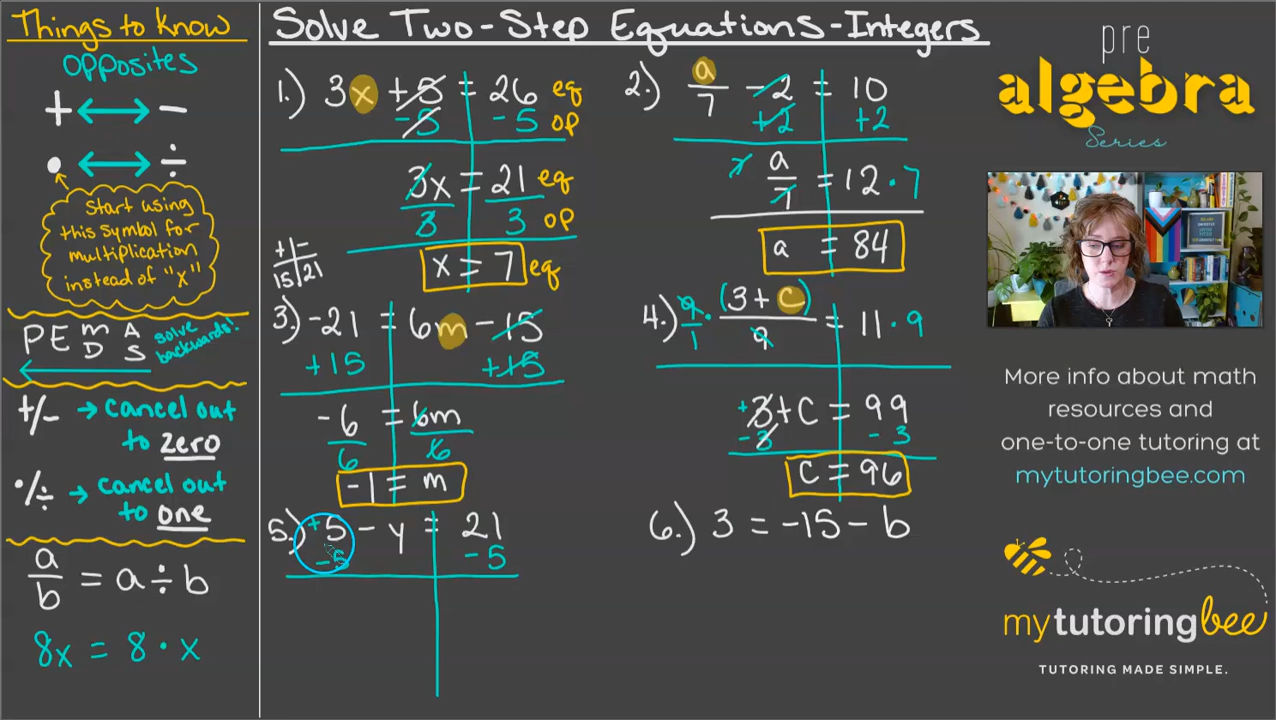 Things to know
opposites
+ ↔ −
• ↔ ÷
Start using
this symbol for
multiplication
instead of "x"
P E M A
D S
solve
backwards!
+/- → cancel out
to zero
•/÷ → cancel out
to one
a/b = a ÷ b
8x = 8 · x
Solve Two-Step Equations-Integers
1.) 3x + 5 = 26 eq
-5 -5 op
3x = 21 eq
3 3 op
x = 7 eq
+ | -
15 | 21
2.) a/7 - 2 = 10
+2 +2
7 a/7 = 12 · 7
a = 84
3.) -21 = 6m - 15
+15 +15
-6 = 6m
6 6
-1 = m
4.) 9/1 · (3 + c)/9 = 11 · 9
+3 + c = 99
-3 -3
c = 96
5.) +5 - y = 21
-5 -5
6.) 3 = -15 - b
pre
algebra
Series
More info about math
resources and
one-to-one tutoring at
mytutoringbee.com
mytutoringbee
TUTORING MADE SIMPLE.